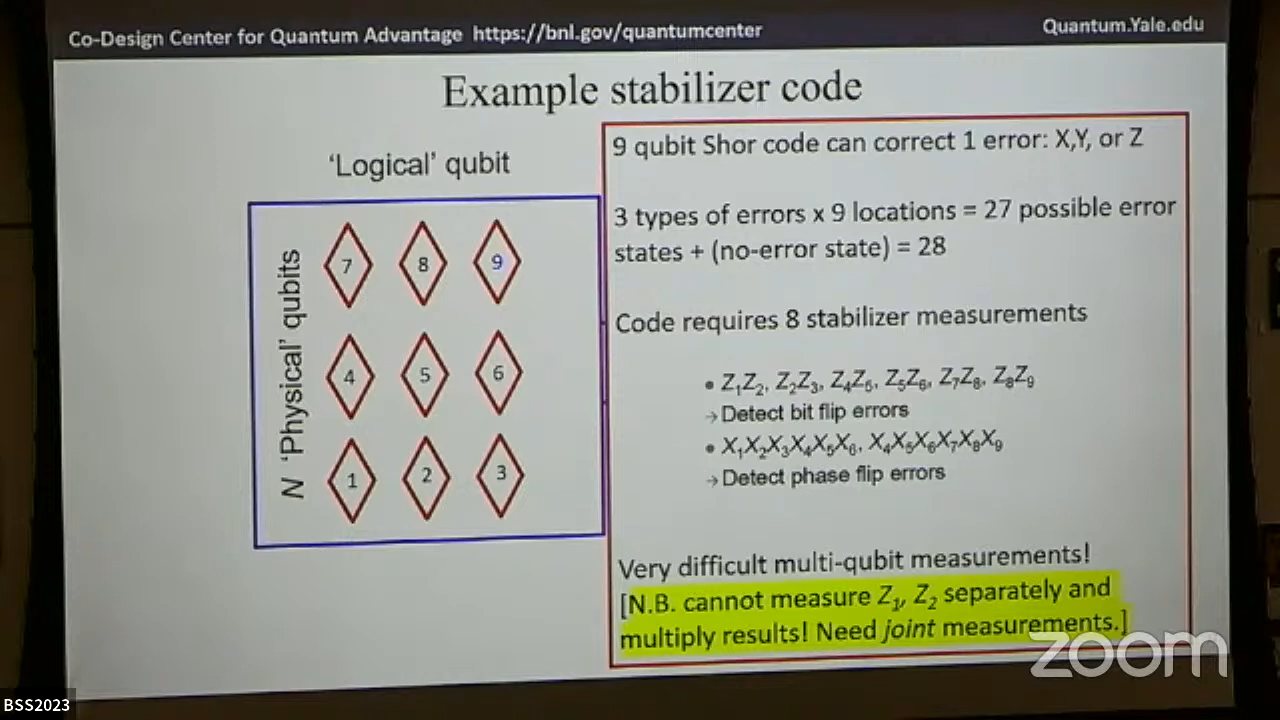 Co-Design Center for Quantum Advantage https://bnl.gov/quantumcenter
Quantum.Yale.edu
Example stabilizer code
'Logical' qubit
N 'Physical' qubits
7 8 9
4 5 6
1 2 3
9 qubit Shor code can correct 1 error: X,Y, or Z
3 types of errors x 9 locations = 27 possible error
states + (no-error state) = 28
Code requires 8 stabilizer measurements
• Z₁Z₂, Z₂Z₃, Z₄Z₅, Z₅Z₆, Z₇Z₈, Z₈Z₉
→ Detect bit flip errors
• X₁X₂X₃X₄X₅X₆, X₄X₅X₆X₇X₈X₉
→ Detect phase flip errors
Very difficult multi-qubit measurements!
[N.B. cannot measure Z₁, Z₂ separately and
multiply results! Need joint measurements.]
zoom
BSS2023